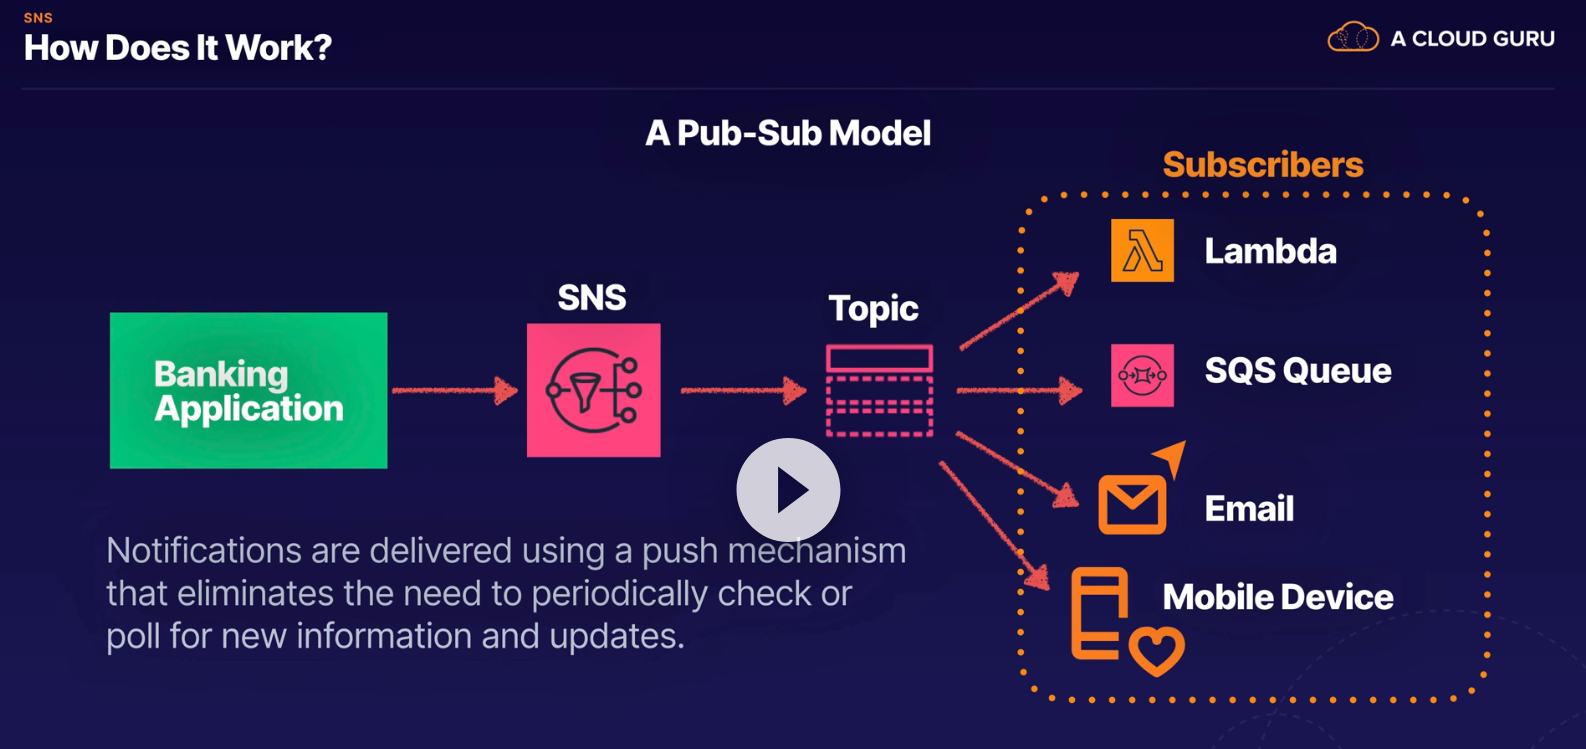 SNS
How Does It Work?
A CLOUD GURU
A Pub-Sub Model
Subscribers
Lambda
SNS
Topic
Banking
Application
SQS Queue
Email
Notifications are delivered using a push mechanism
that eliminates the need to periodically check or
poll for new information and updates.
Mobile Device